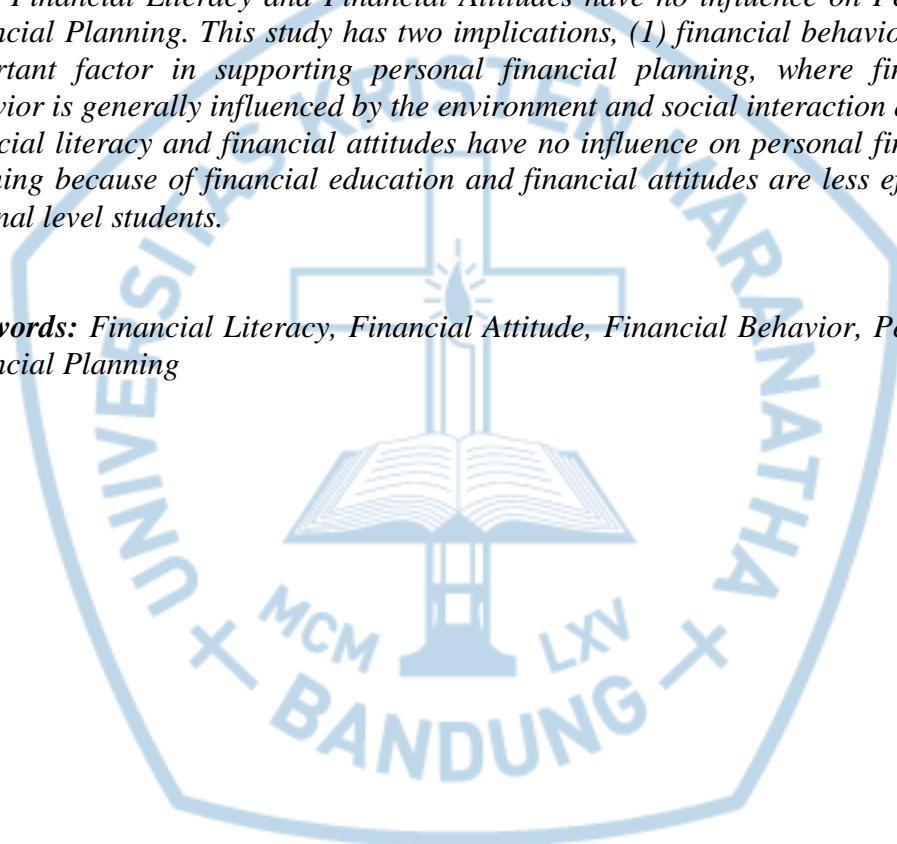 Financial Literacy and Financial Attitudes have no influence on Pe
ncial Planning. This study has two implications, (1) financial behavio
rtant factor in supporting personal financial planning, where fin
vior is generally influenced by the environment and social interaction a
cial literacy and financial attitudes have no influence on personal fin
ning because of financial education and financial attitudes are less ef
nal level students.
words: Financial Literacy, Financial Attitude, Financial Behavior, Pe
ncial Planning
UNIVERSITAS KRISTEN MARANATHA
MCM LXV
BANDUNG